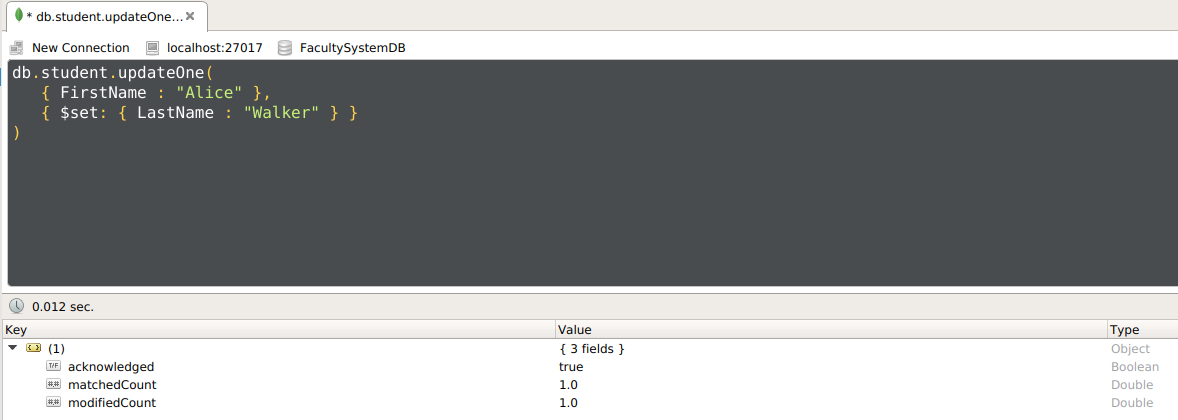 * db.student.updateOne...
New Connection localhost:27017 FacultySystemDB
db.student.updateOne(
{ FirstName : "Alice" },
{ $set: { LastName : "Walker" } }
)
0.012 sec.
Key Value Type
(1) { 3 fields } Object
T/F acknowledged true Boolean
#.# matchedCount 1.0 Double
#.# modifiedCount 1.0 Double